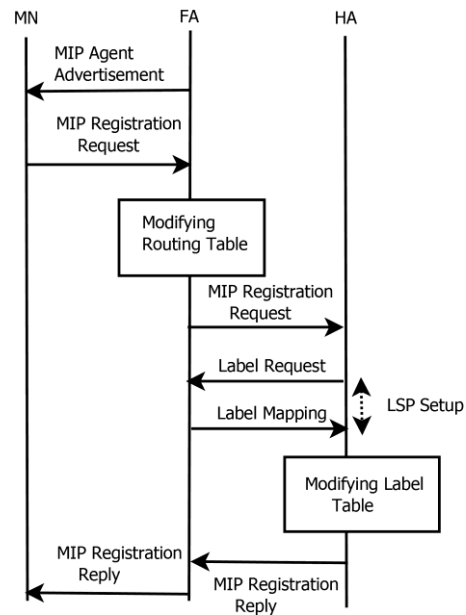 MN
FA
HA
MIP Agent
Advertisement
MIP Registration
Request
Modifying
Routing Table
MIP Registration
Request
Label Request
LSP Setup
Label Mapping
Modifying Label
Table
MIP Registration
Reply
MIP Registration
Reply